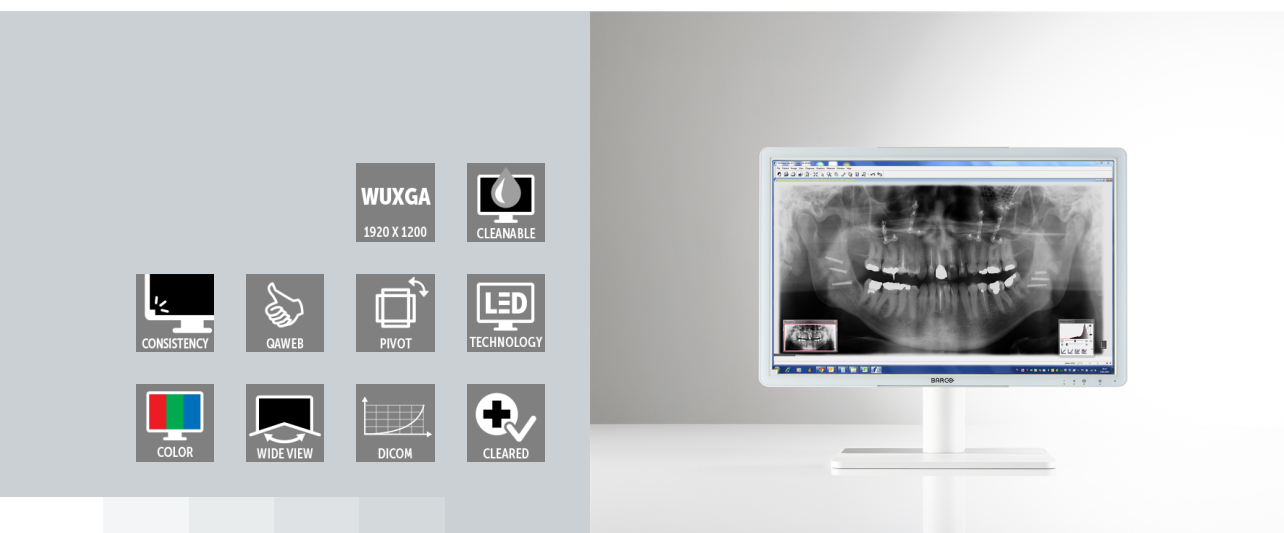 WUXGA
1920 X 1200
CLEANABLE
CONSISTENCY
QAWEB
PIVOT
LED
TECHNOLOGY
COLOR
WIDE VIEW
DICOM
CLEARED
BARCO